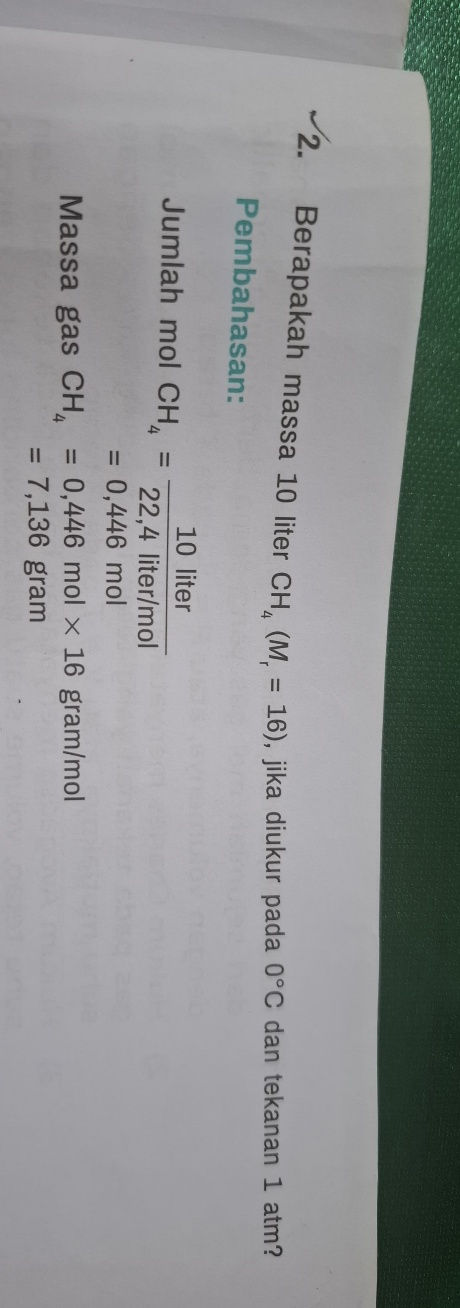 ✓2. Berapakah massa 10 liter CH₄ (Mᵣ = 16), jika diukur pada 0°C dan tekanan 1 atm?
Pembahasan:
Jumlah mol CH₄ = 10 liter / 22,4 liter/mol
= 0,446 mol
Massa gas CH₄ = 0,446 mol × 16 gram/mol
= 7,136 gram